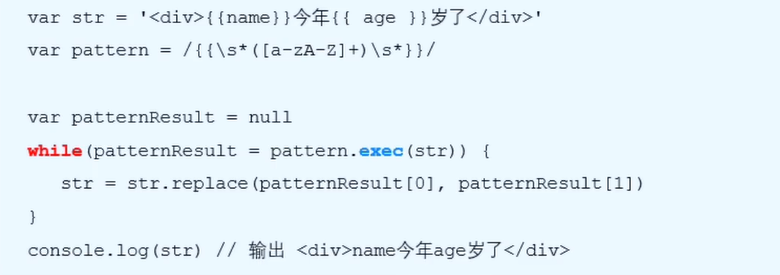 var str = '<div>{{name}}今年{{ age }}岁了</div>'
var pattern = /{{\s*([a-zA-Z]+)\s*}}/
var patternResult = null
while(patternResult = pattern.exec(str)) {
str = str.replace(patternResult[0], patternResult[1])
}
console.log(str) // 输出 <div>name今年age岁了</div>